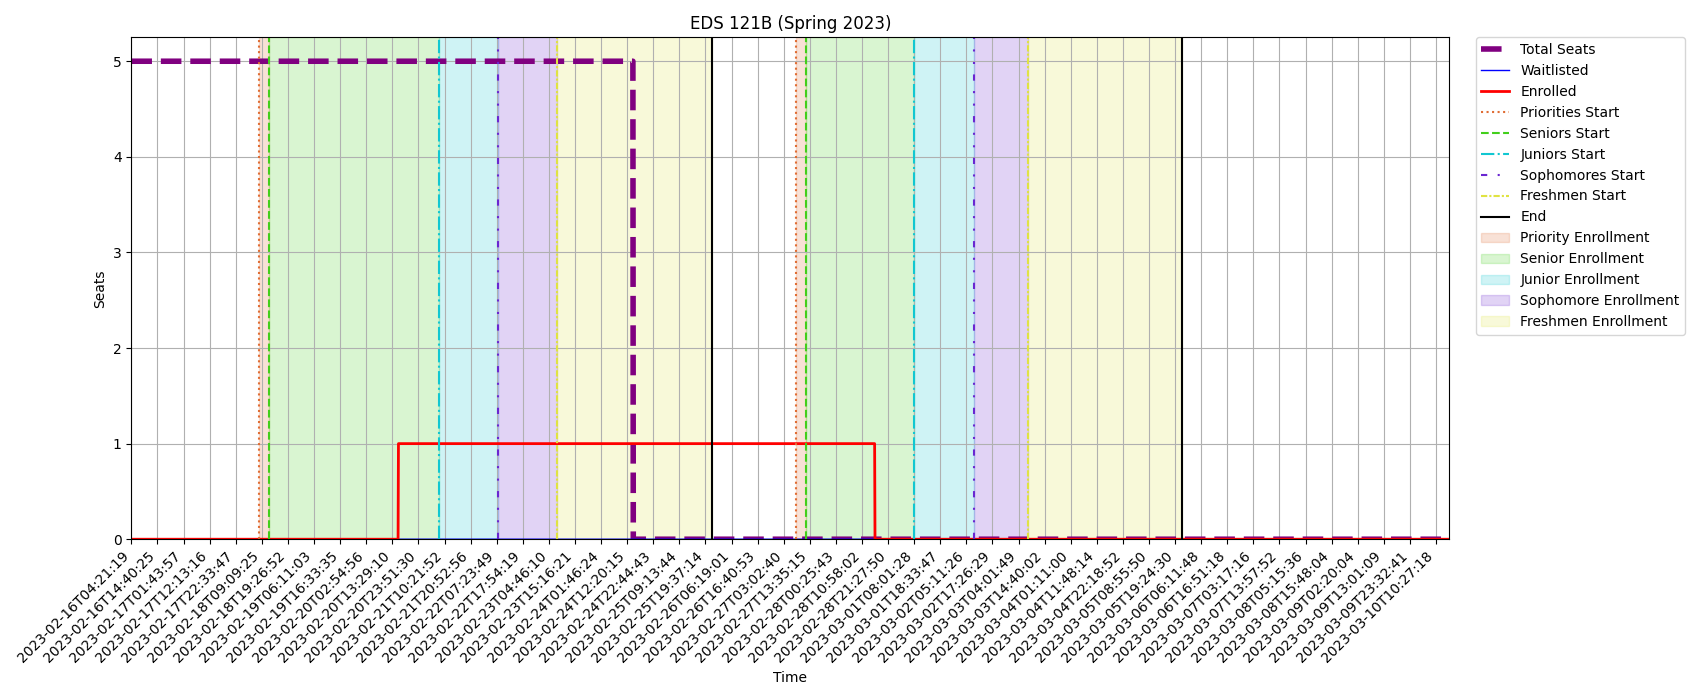 EDS 121B (Spring 2023)
Total Seats
Waitlisted
Enrolled
Priorities Start
Seniors Start
Juniors Start
Sophomores Start
Freshmen Start
End
Priority Enrollment
Senior Enrollment
Junior Enrollment
Sophomore Enrollment
Freshmen Enrollment
Seats
5
4
3
2
1
0
2023-02-16T04:21:19
2023-02-16T14:40:25
2023-02-17T01:43:57
2023-02-17T12:13:16
2023-02-17T22:33:47
2023-02-18T09:09:25
2023-02-18T19:26:52
2023-02-19T06:11:03
2023-02-19T16:33:35
2023-02-20T02:54:56
2023-02-20T13:29:10
2023-02-20T23:51:30
2023-02-21T10:21:52
2023-02-21T20:52:56
2023-02-22T07:23:49
2023-02-22T17:54:19
2023-02-23T04:46:10
2023-02-23T15:16:21
2023-02-24T01:46:24
2023-02-24T12:20:15
2023-02-24T22:44:43
2023-02-25T09:13:44
2023-02-25T19:37:14
2023-02-26T06:19:01
2023-02-26T16:40:53
2023-02-27T03:02:40
2023-02-27T13:35:15
2023-02-28T00:25:43
2023-02-28T10:58:02
2023-02-28T21:27:50
2023-03-01T08:01:28
2023-03-01T18:33:47
2023-03-02T05:11:26
2023-03-02T17:26:29
2023-03-03T04:01:49
2023-03-03T14:40:02
2023-03-04T01:11:00
2023-03-04T11:48:14
2023-03-04T22:18:52
2023-03-05T08:55:50
2023-03-05T19:24:30
2023-03-06T06:11:48
2023-03-06T16:51:18
2023-03-07T03:17:16
2023-03-07T13:57:52
2023-03-08T05:15:36
2023-03-08T15:48:04
2023-03-09T02:20:04
2023-03-09T13:01:09
2023-03-09T23:32:41
2023-03-10T10:27:18
Time